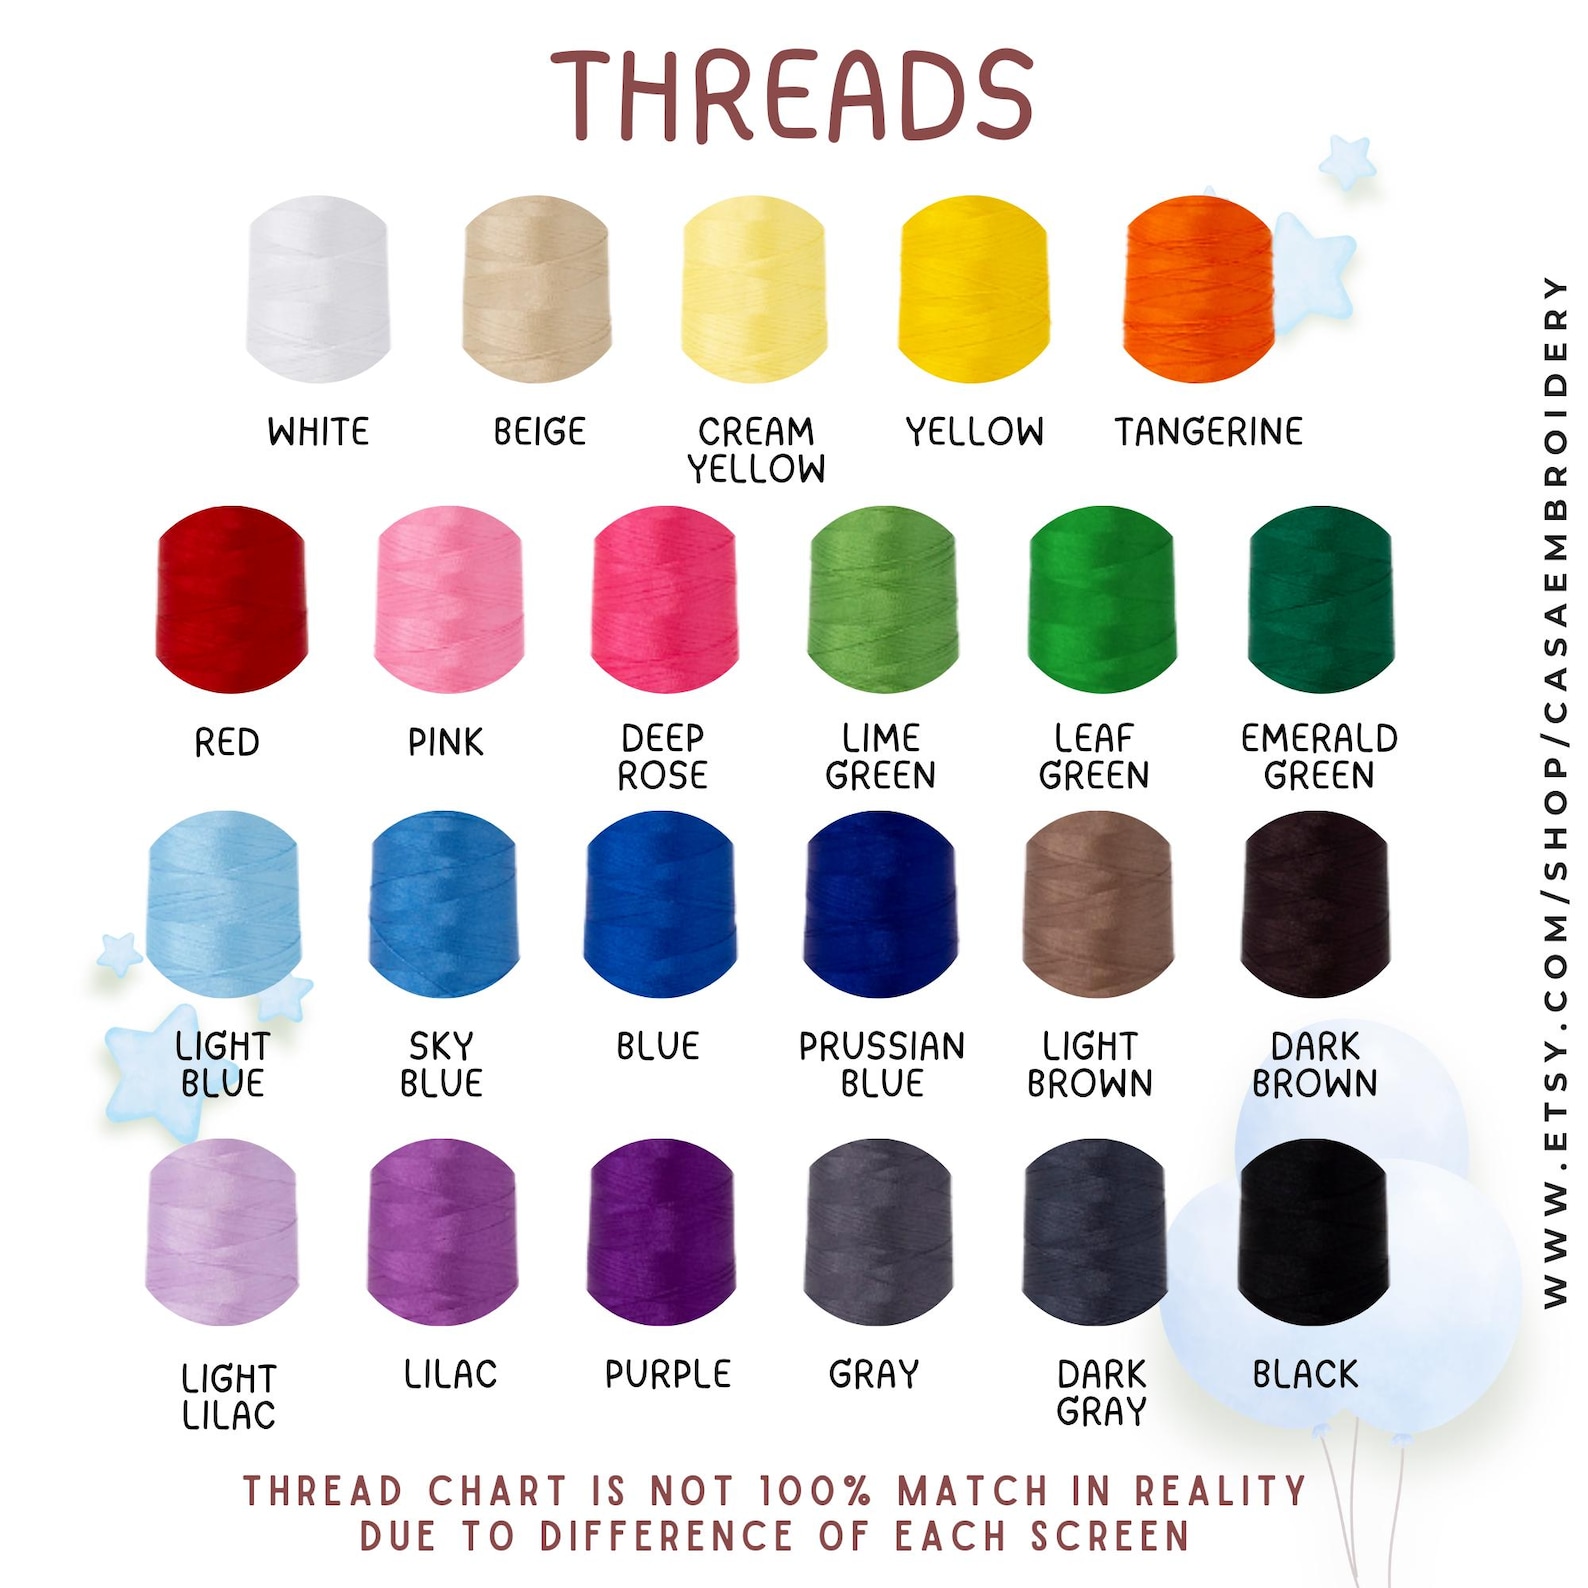 THREADS
WHITE
BEIGE
CREAM
YELLOW
YELLOW
TANGERINE
RED
PINK
DEEP
ROSE
LIME
GREEN
LEAF
GREEN
EMERALD
GREEN
LIGHT
BLUE
SKY
BLUE
BLUE
PRUSSIAN
BLUE
LIGHT
BROWN
DARK
BROWN
LIGHT
LILAC
LILAC
PURPLE
GRAY
DARK
GRAY
BLACK
THREAD CHART IS NOT 100% MATCH IN REALITY
DUE TO DIFFERENCE OF EACH SCREEN
WWW.ETSY.COM/SHOP/CASAEMBROIDERY